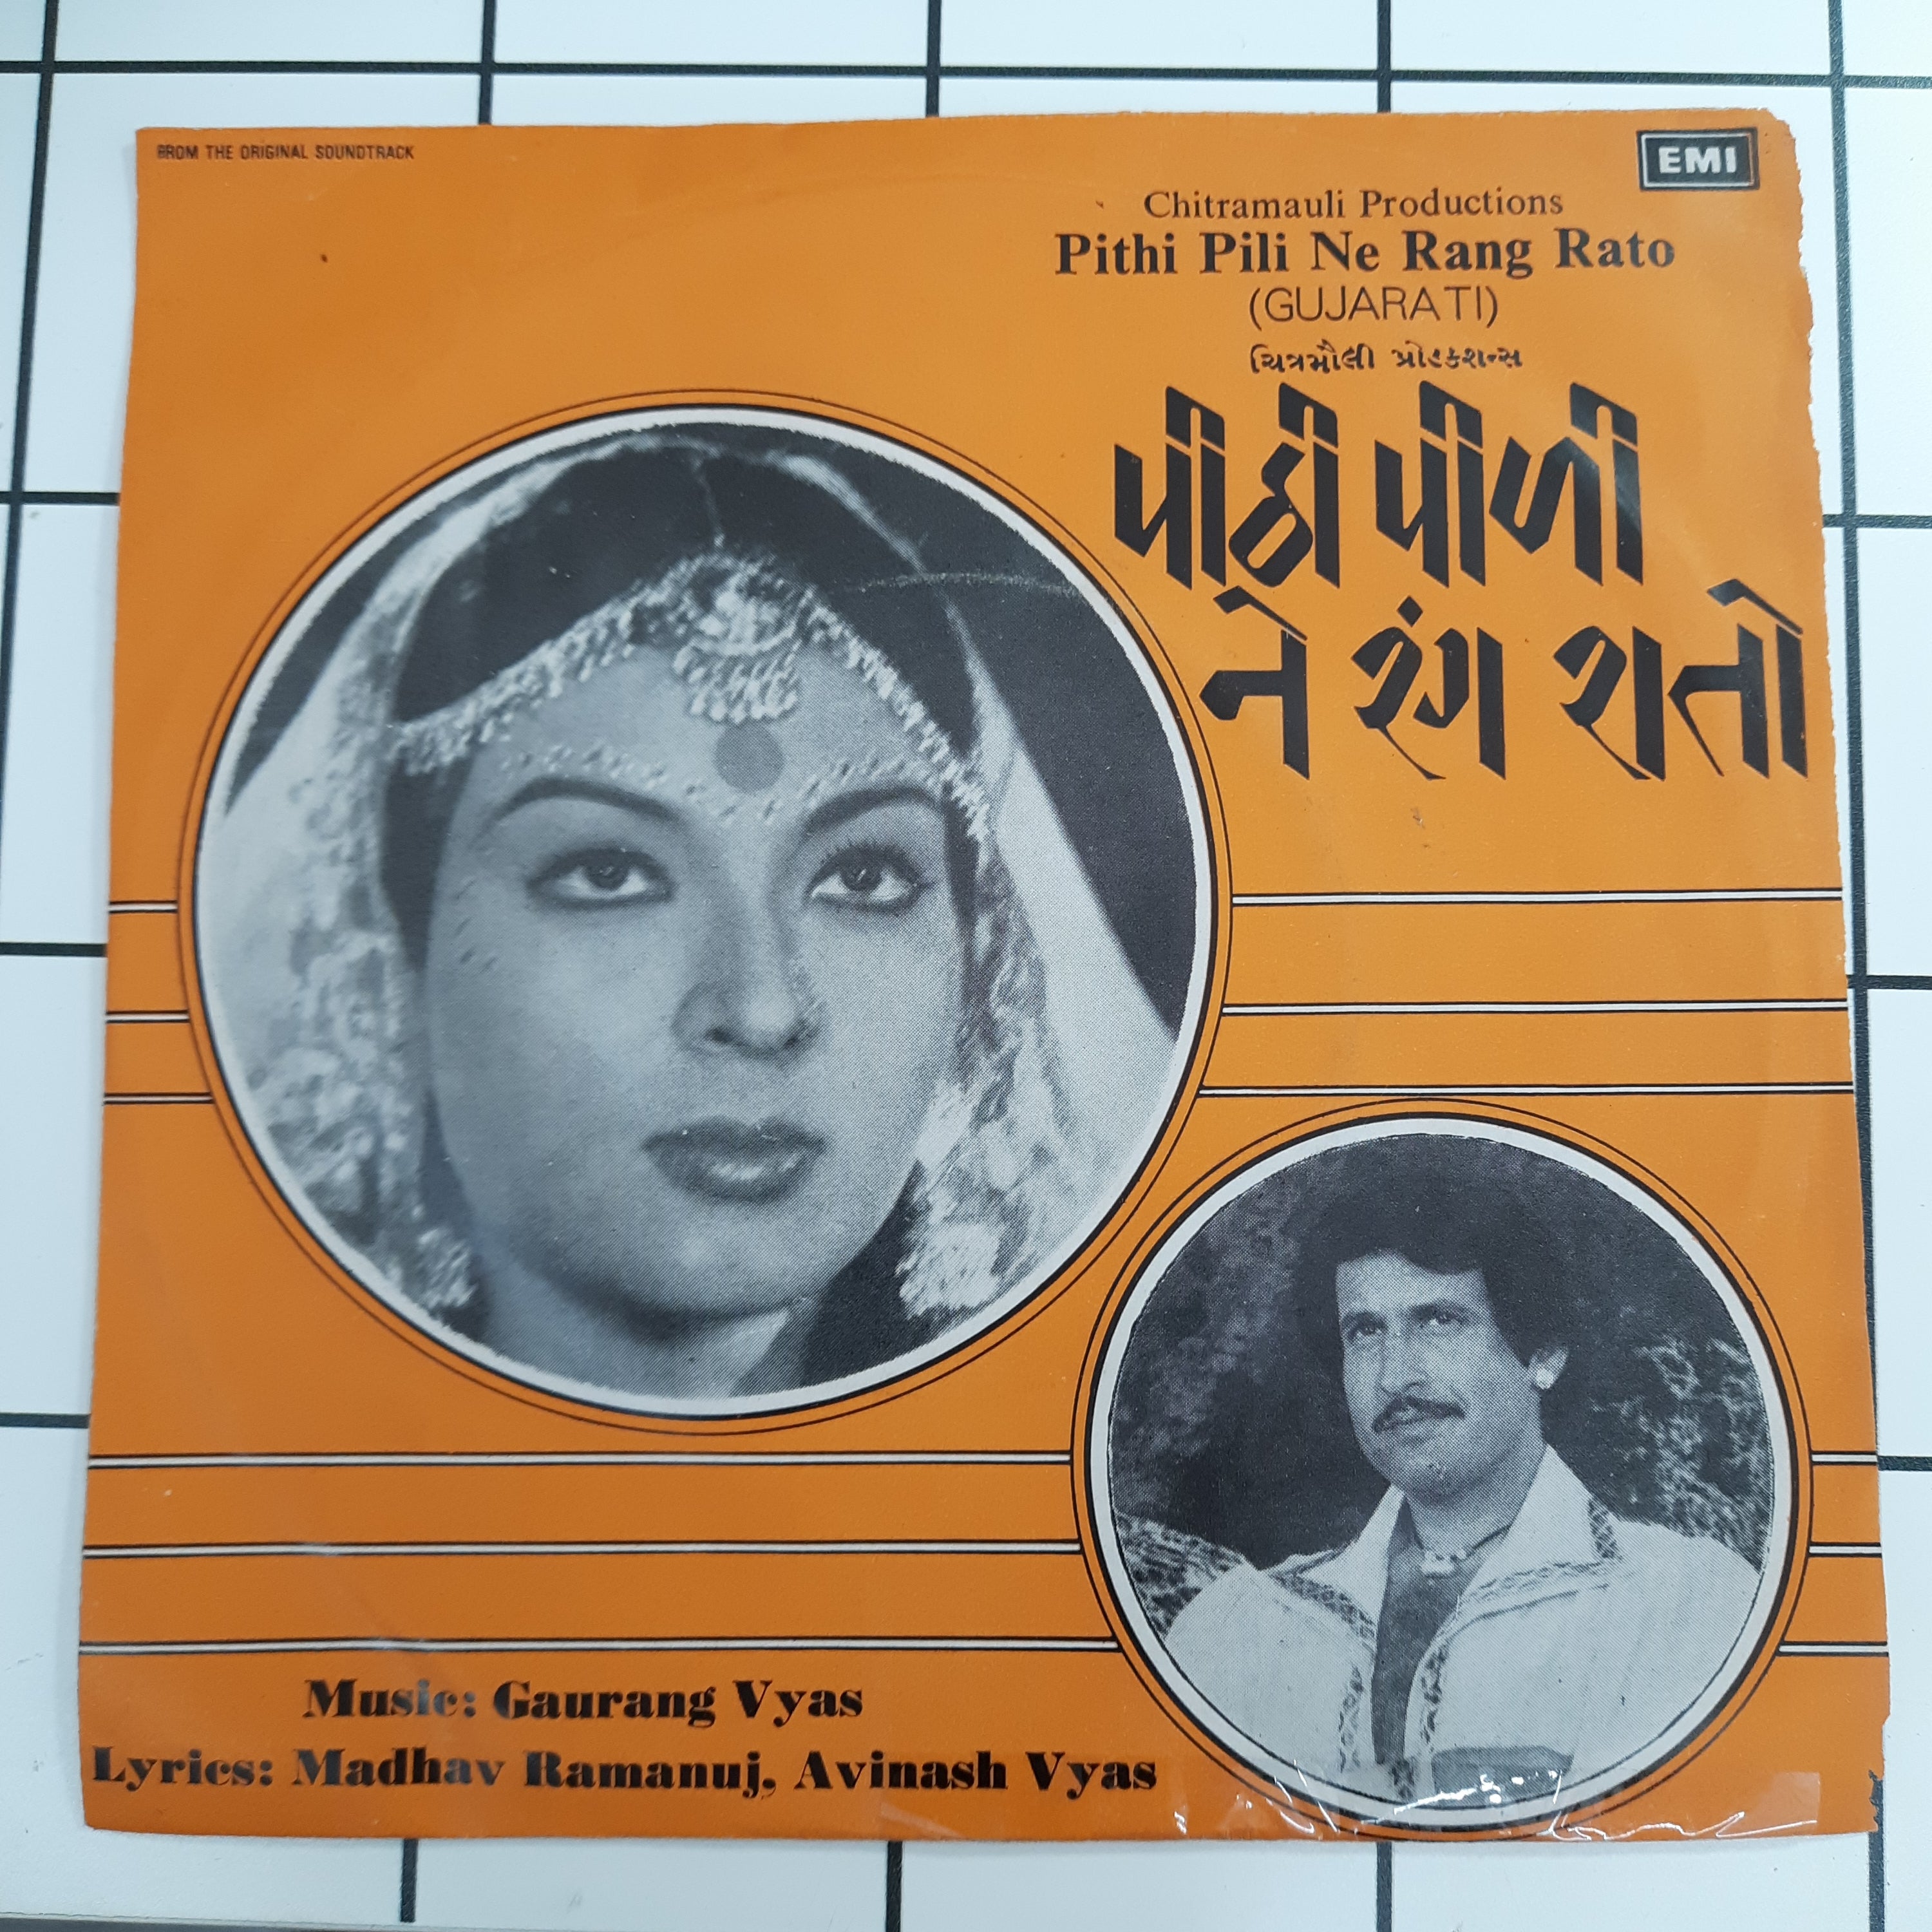 FROM THE ORIGINAL SOUNDTRACK
EMI
Chitramauli Productions
Pithi Pili Ne Rang Rato
(GUJARATI)
ચિત્રમૌલી પ્રોડક્શન્સ
પીઠી પીળી
ને રંગ રાતો
Music: Gaurang Vyas
Lyrics: Madhav Ramanuj, Avinash Vyas